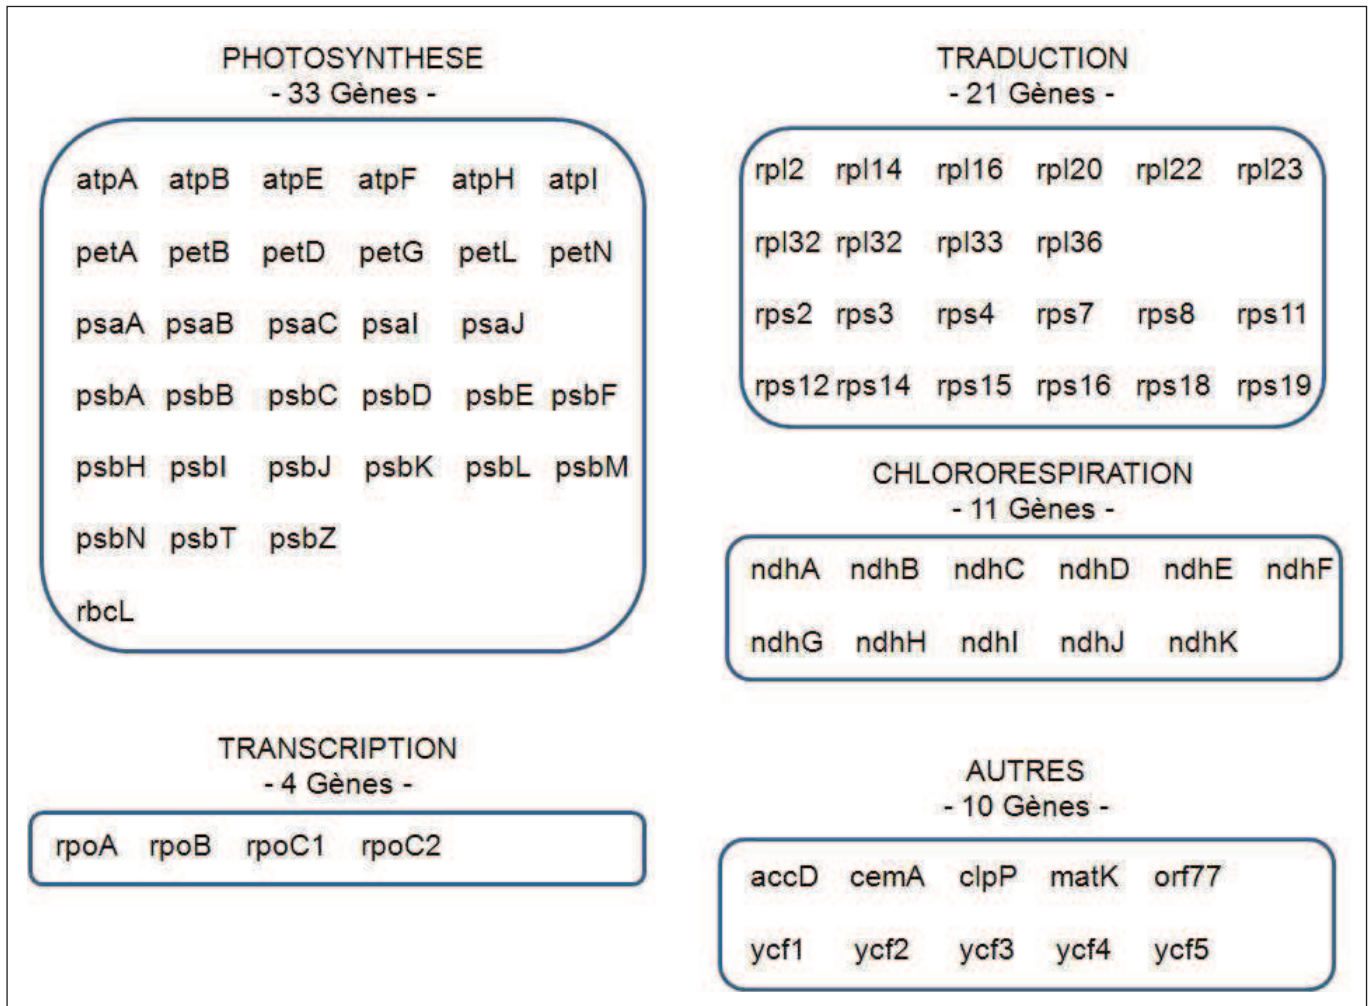 PHOTOSYNTHESE
- 33 Gènes -
atpA atpB atpE atpF atpH atpI
petA petB petD petG petL petN
psaA psaB psaC psaI psaJ
psbA psbB psbC psbD psbE psbF
psbH psbI psbJ psbK psbL psbM
psbN psbT psbZ
rbcL
TRANSCRIPTION
- 4 Gènes -
rpoA rpoB rpoC1 rpoC2
TRADUCTION
- 21 Gènes -
rpl2 rpl14 rpl16 rpl20 rpl22 rpl23
rpl32 rpl32 rpl33 rpl36
rps2 rps3 rps4 rps7 rps8 rps11
rps12 rps14 rps15 rps16 rps18 rps19
CHLORORESPIRATION
- 11 Gènes -
ndhA ndhB ndhC ndhD ndhE ndhF
ndhG ndhH ndhI ndhJ ndhK
AUTRES
- 10 Gènes -
accD cemA clpP matK orf77
ycf1 ycf2 ycf3 ycf4 ycf5